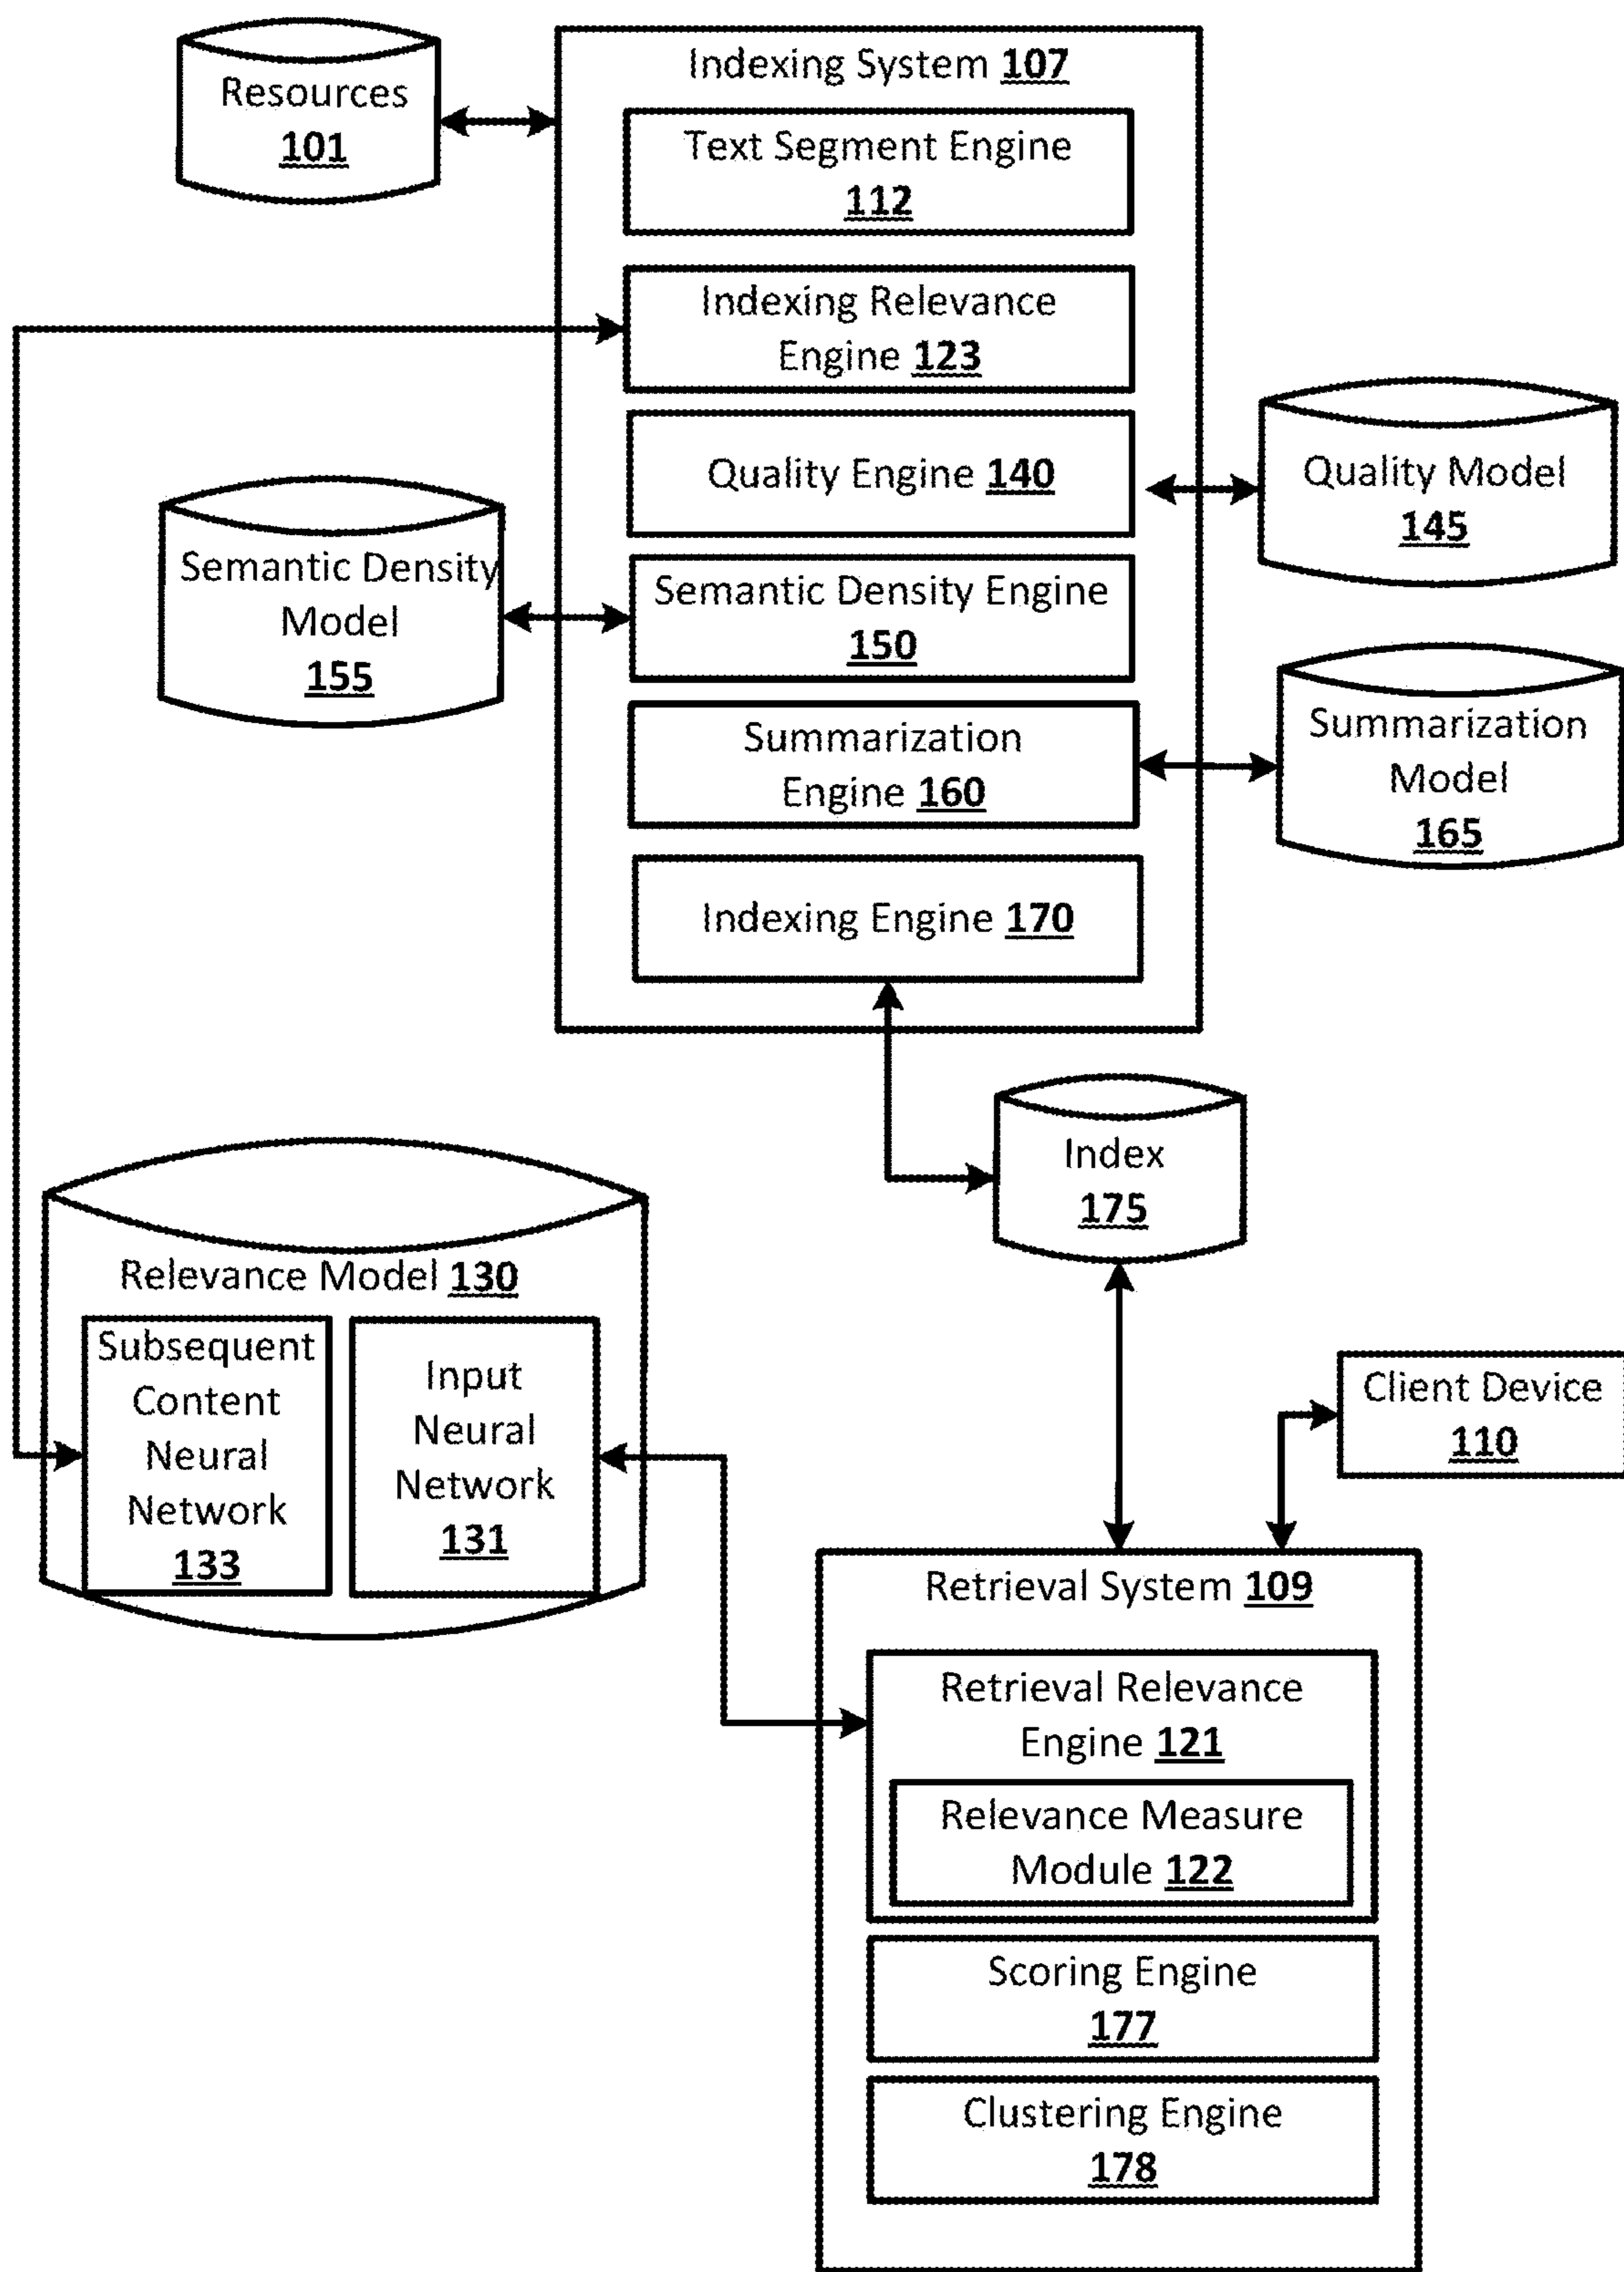 Resources
101
Indexing System 107
Text Segment Engine
112
Indexing Relevance
Engine 123
Quality Engine 140
Quality Model
145
Semantic Density
Model
155
Semantic Density Engine
150
Summarization
Engine 160
Summarization
Model
165
Indexing Engine 170
Index
175
Relevance Model 130
Subsequent
Content
Neural
Network
133
Input
Neural
Network
131
Client Device
110
Retrieval System 109
Retrieval Relevance
Engine 121
Relevance Measure
Module 122
Scoring Engine
177
Clustering Engine
178